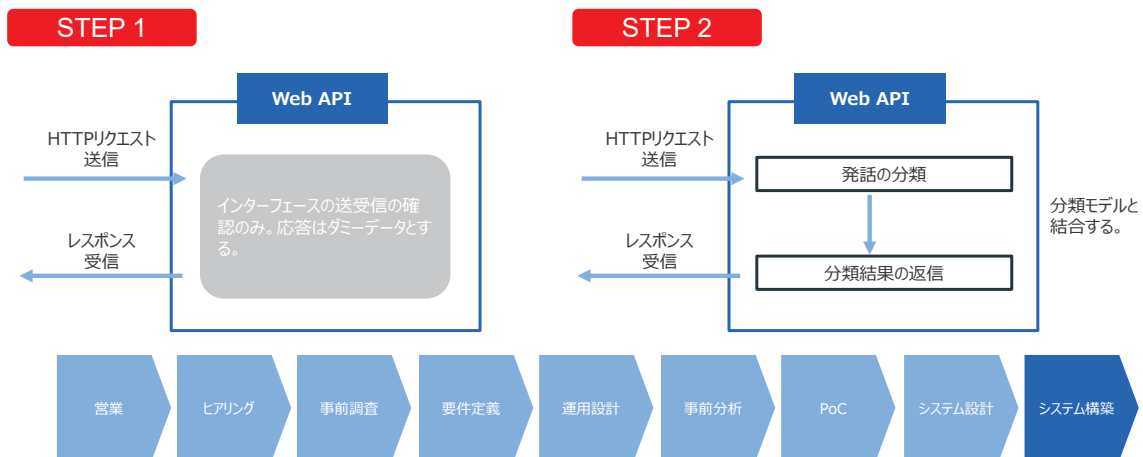 STEP 1
Web API
HTTPリクエスト
送信
インターフェースの送受信の確
認のみ。応答はダミーデータとす
る。
レスポンス
受信
STEP 2
Web API
HTTPリクエスト
送信
発話の分類
分類結果の返信
レスポンス
受信
分類モデルと
結合する。
営業
ヒアリング
事前調査
要件定義
運用設計
事前分析
PoC
システム設計
システム構築